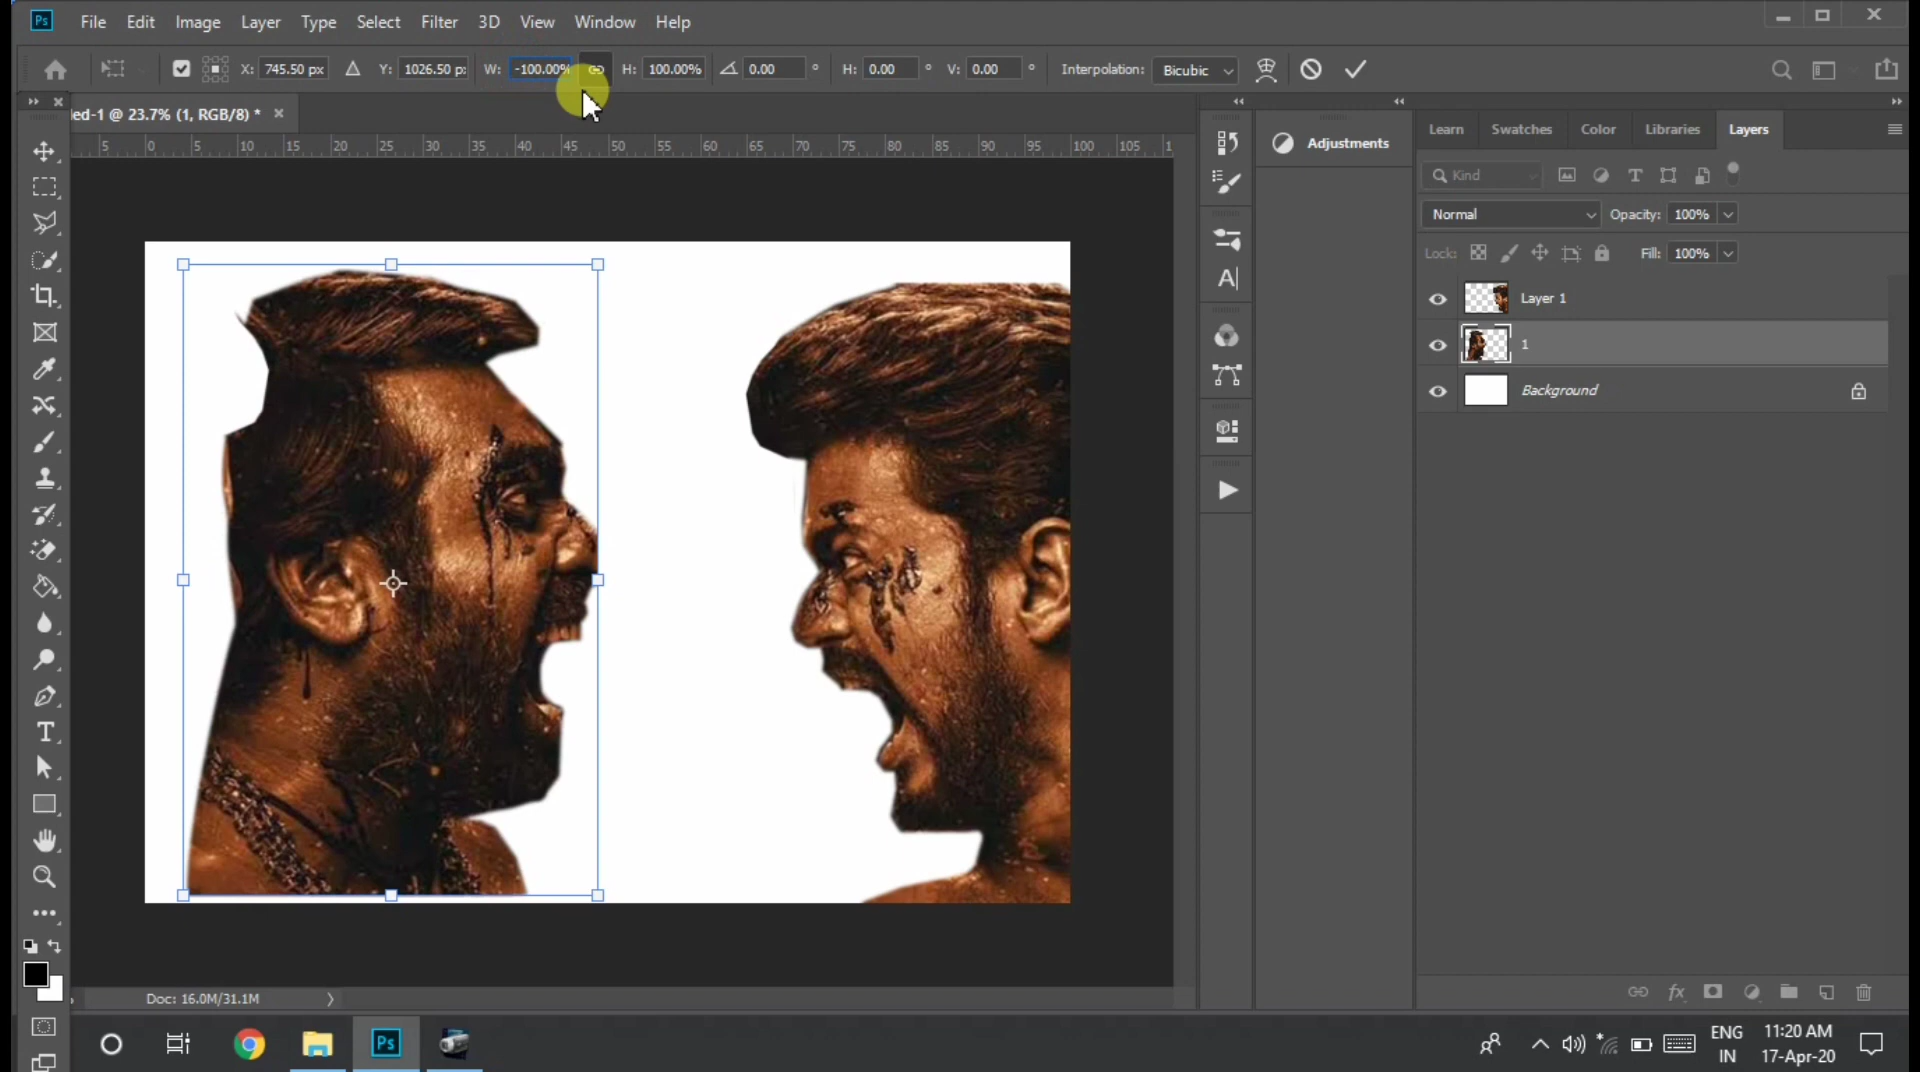 Ps File Edit Image Layer Type Select Filter 3D View Window Help
X: 745.50 px Y: 1026.50 p W: -100.00% H: 100.00% 0.00 ° H: 0.00 ° V: 0.00 ° Interpolation: Bicubic
led-1 @ 23.7% (1, RGB/8) *
5 0 5 10 15 20 25 30 35 40 45 50 55 60 65 70 75 80 85 90 95 100 105 1
Adjustments
Learn Swatches Color Libraries Layers
Kind
Normal Opacity: 100%
Lock: Fill: 100%
Layer 1
1
Background
Doc: 16.0M/31.1M
fx
Ps
ENG
IN
11:20 AM
17-Apr-20